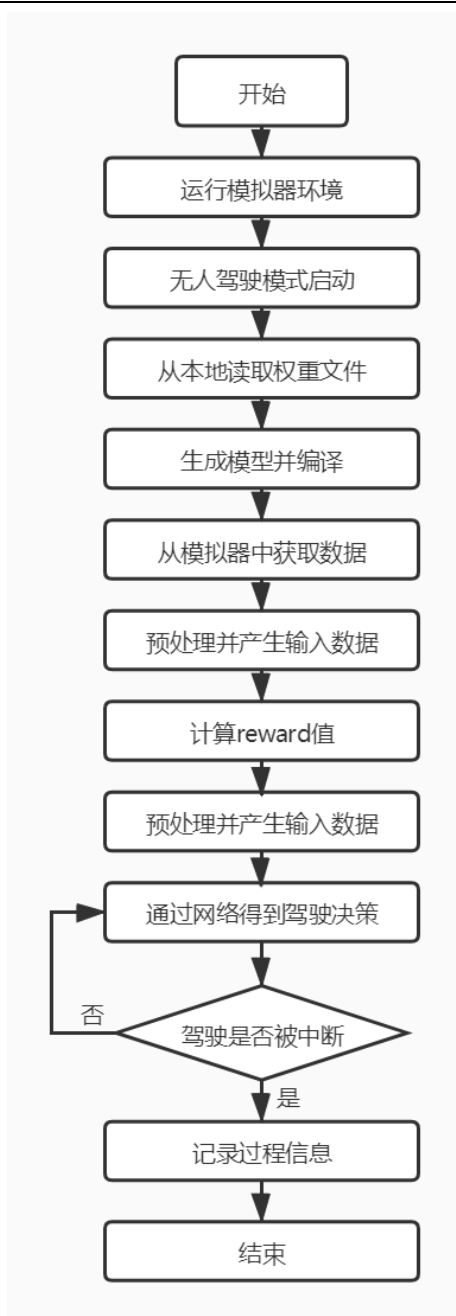 开始
运行模拟器环境
无人驾驶模式启动
从本地读取权重文件
生成模型并编译
从模拟器中获取数据
预处理并产生输入数据
计算reward值
预处理并产生输入数据
通过网络得到驾驶决策
否
驾驶是否被中断
是
记录过程信息
结束